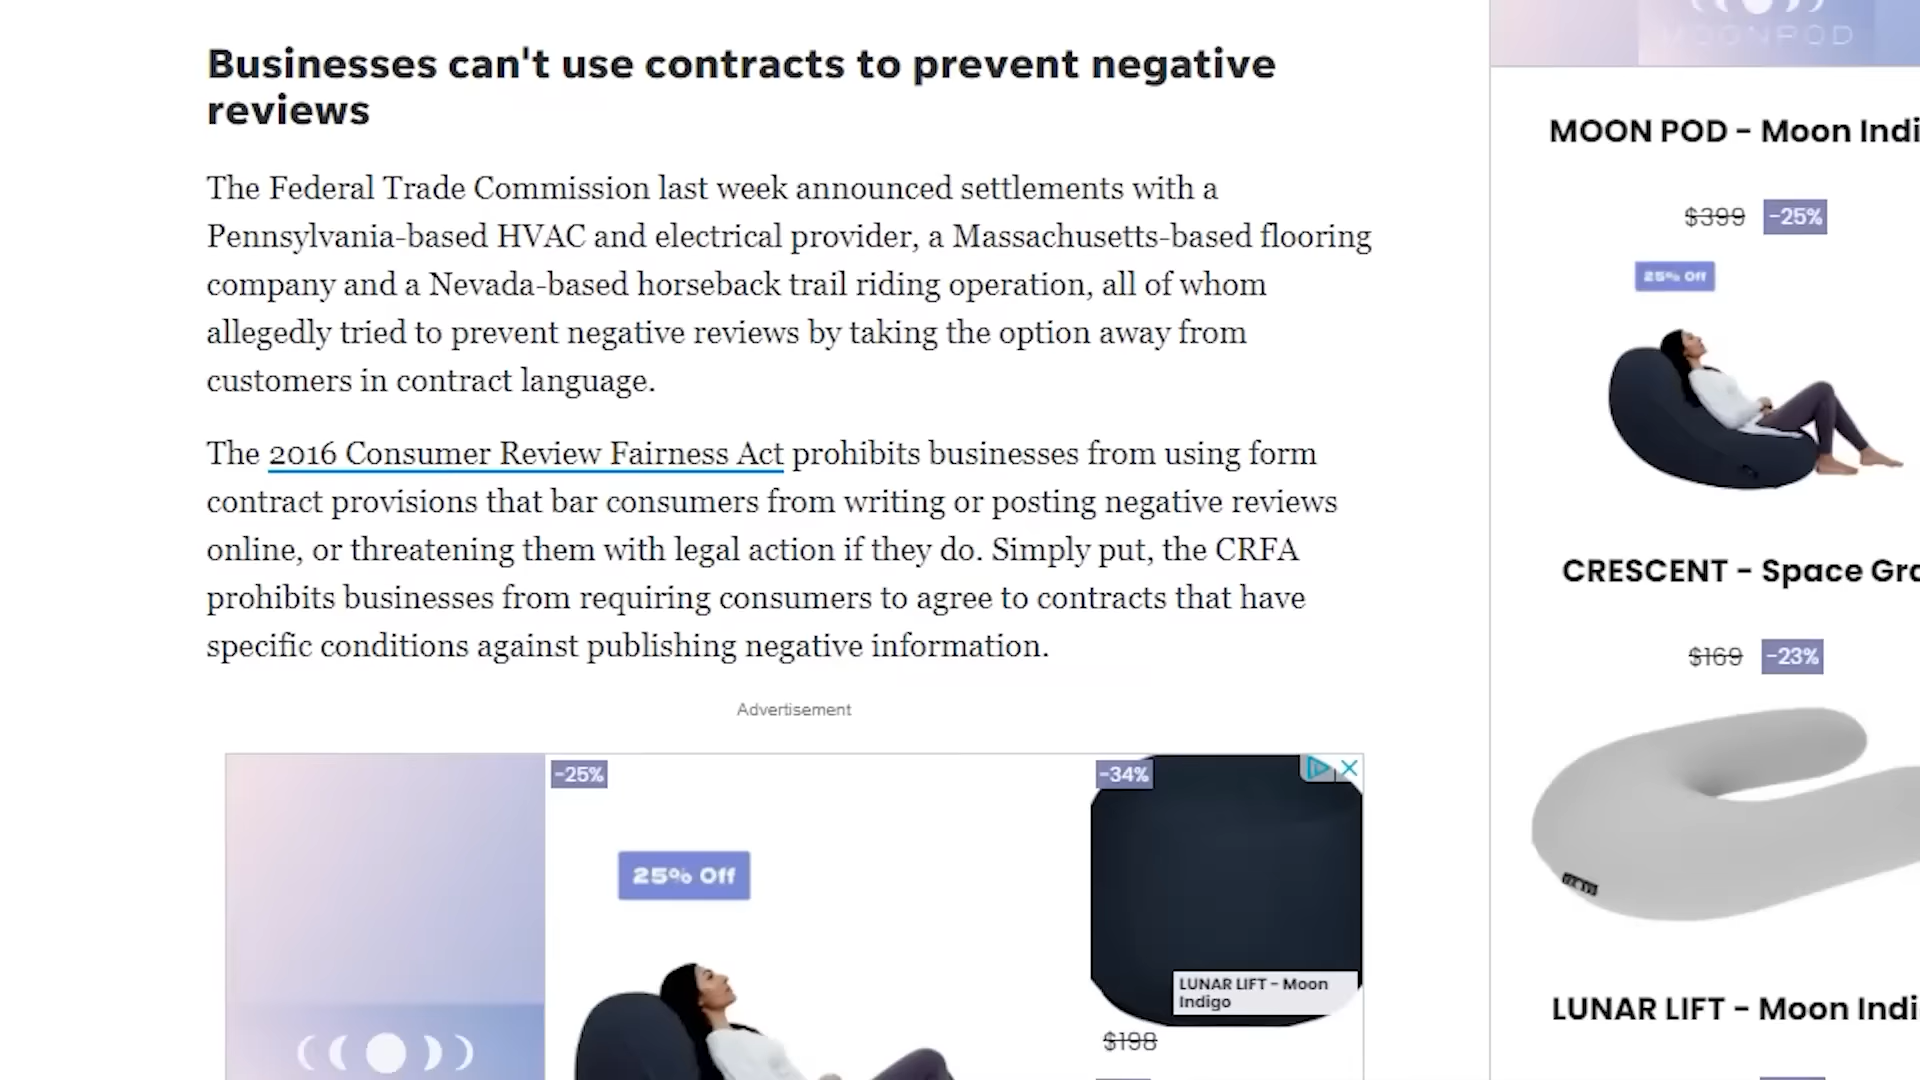 Businesses can't use contracts to prevent negative
reviews
The Federal Trade Commission last week announced settlements with a
Pennsylvania-based HVAC and electrical provider, a Massachusetts-based flooring
company and a Nevada-based horseback trail riding operation, all of whom
allegedly tried to prevent negative reviews by taking the option away from
customers in contract language.
The 2016 Consumer Review Fairness Act prohibits businesses from using form
contract provisions that bar consumers from writing or posting negative reviews
online, or threatening them with legal action if they do. Simply put, the CRFA
prohibits businesses from requiring consumers to agree to contracts that have
specific conditions against publishing negative information.
Advertisement
-25%
25% Off
-34%
LUNAR LIFT - Moon
Indigo
$198
MOONPOD
MOON POD - Moon Indi
$399 -25%
25% Off
CRESCENT - Space Gra
$169 -23%
LUNAR LIFT - Moon Indi